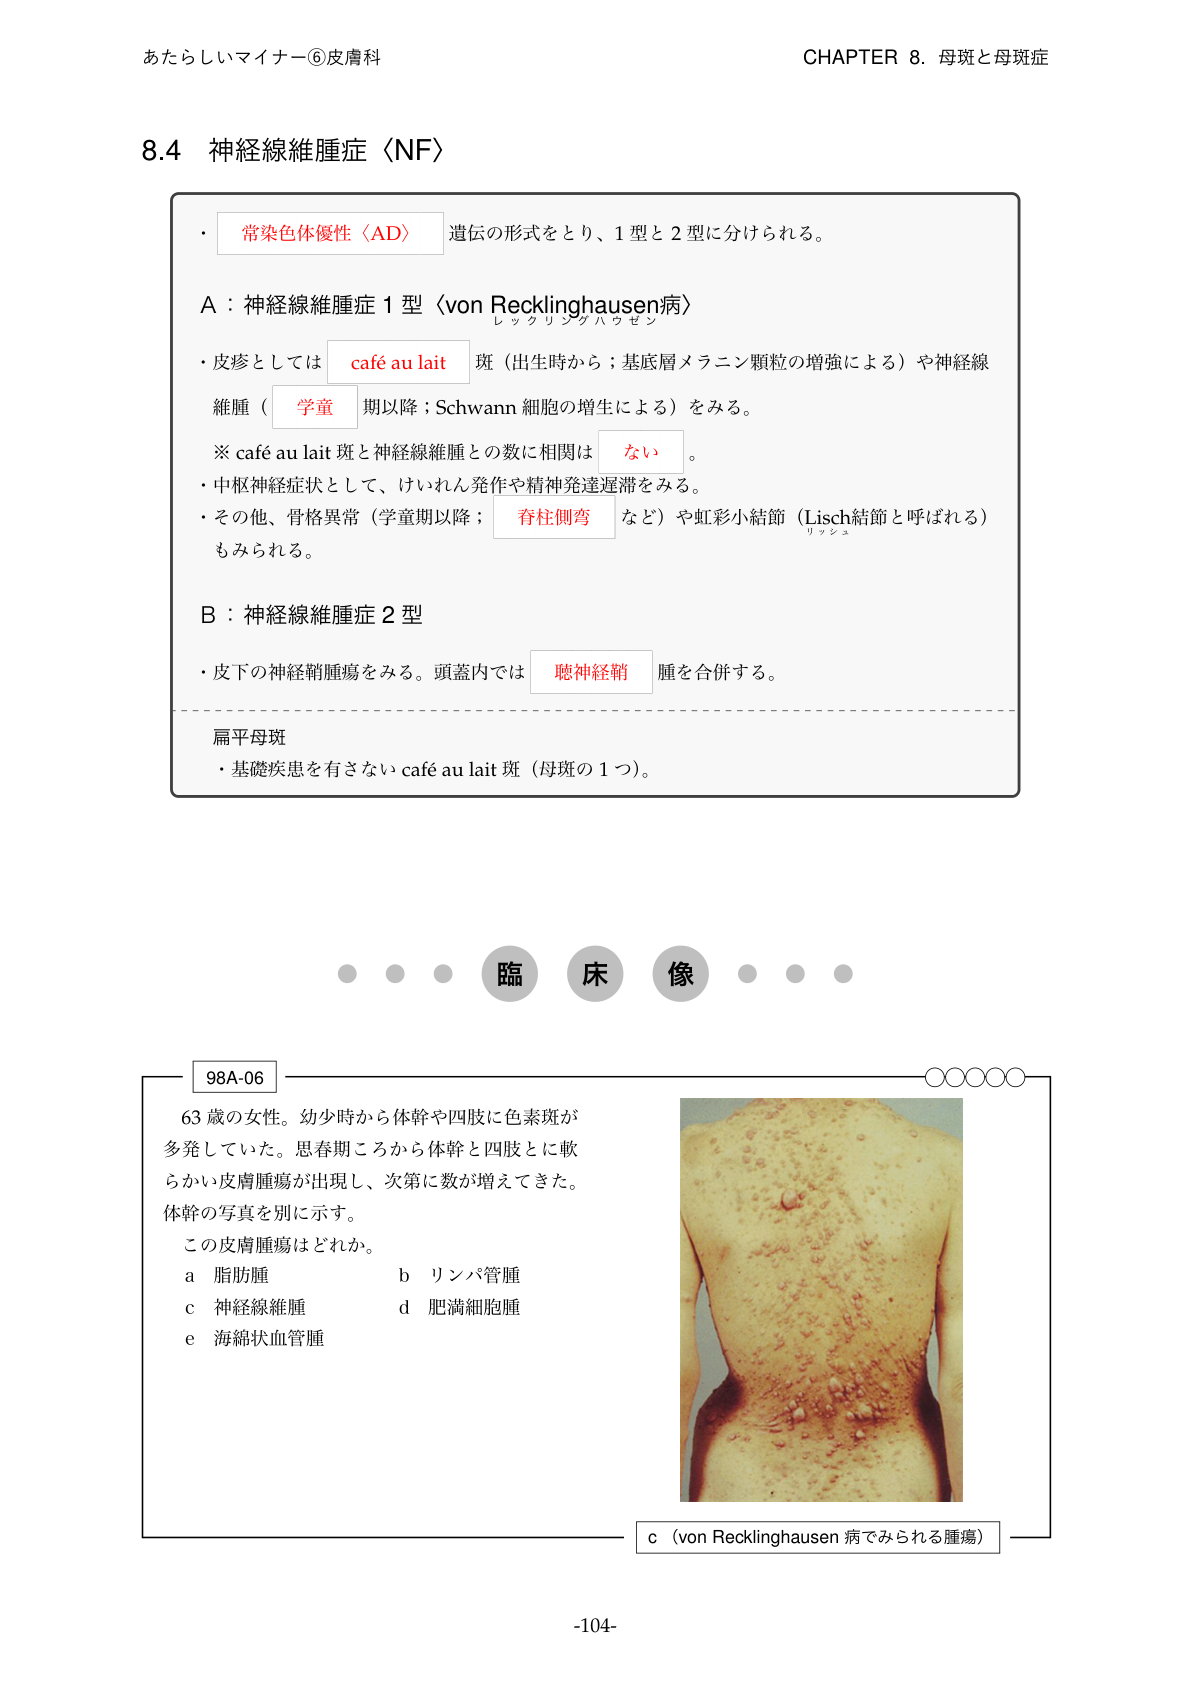 あたらしいマイナー⑥皮膚科
CHAPTER 8. 母斑と母斑症
8.4 神経線維腫症〈NF〉
・ 常染色体優性〈AD〉 遺伝の形式をとり、1 型と 2 型に分けられる。
A：神経線維腫症 1 型〈von Recklinghausen病〉
レックリングハウゼン
・皮疹としては café au lait 斑（出生時から；基底層メラニン顆粒の増強による）や神経線
維腫（ 学童 期以降；Schwann 細胞の増生による）をみる。
※ café au lait 斑と神経線維腫との数に相関は ない 。
・中枢神経症状として、けいれん発作や精神発達遅滞をみる。
・その他、骨格異常（学童期以降； 脊柱側弯 など）や虹彩小結節（Lisch結節と呼ばれる）
リッシュ
もみられる。
B：神経線維腫症 2 型
・皮下の神経鞘腫瘍をみる。頭蓋内では 聴神経鞘 腫を合併する。
扁平母斑
・基礎疾患を有さない café au lait 斑（母斑の 1 つ）。
臨床像
98A-06
63 歳の女性。幼少時から体幹や四肢に色素斑が
多発していた。思春期ころから体幹と四肢とに軟
らかい皮膚腫瘍が出現し、次第に数が増えてきた。
体幹の写真を別に示す。
この皮膚腫瘍はどれか。
a 脂肪腫 b リンパ管腫
c 神経線維腫 d 肥満細胞腫
e 海綿状血管腫
c （von Recklinghausen 病でみられる腫瘍）
-104-